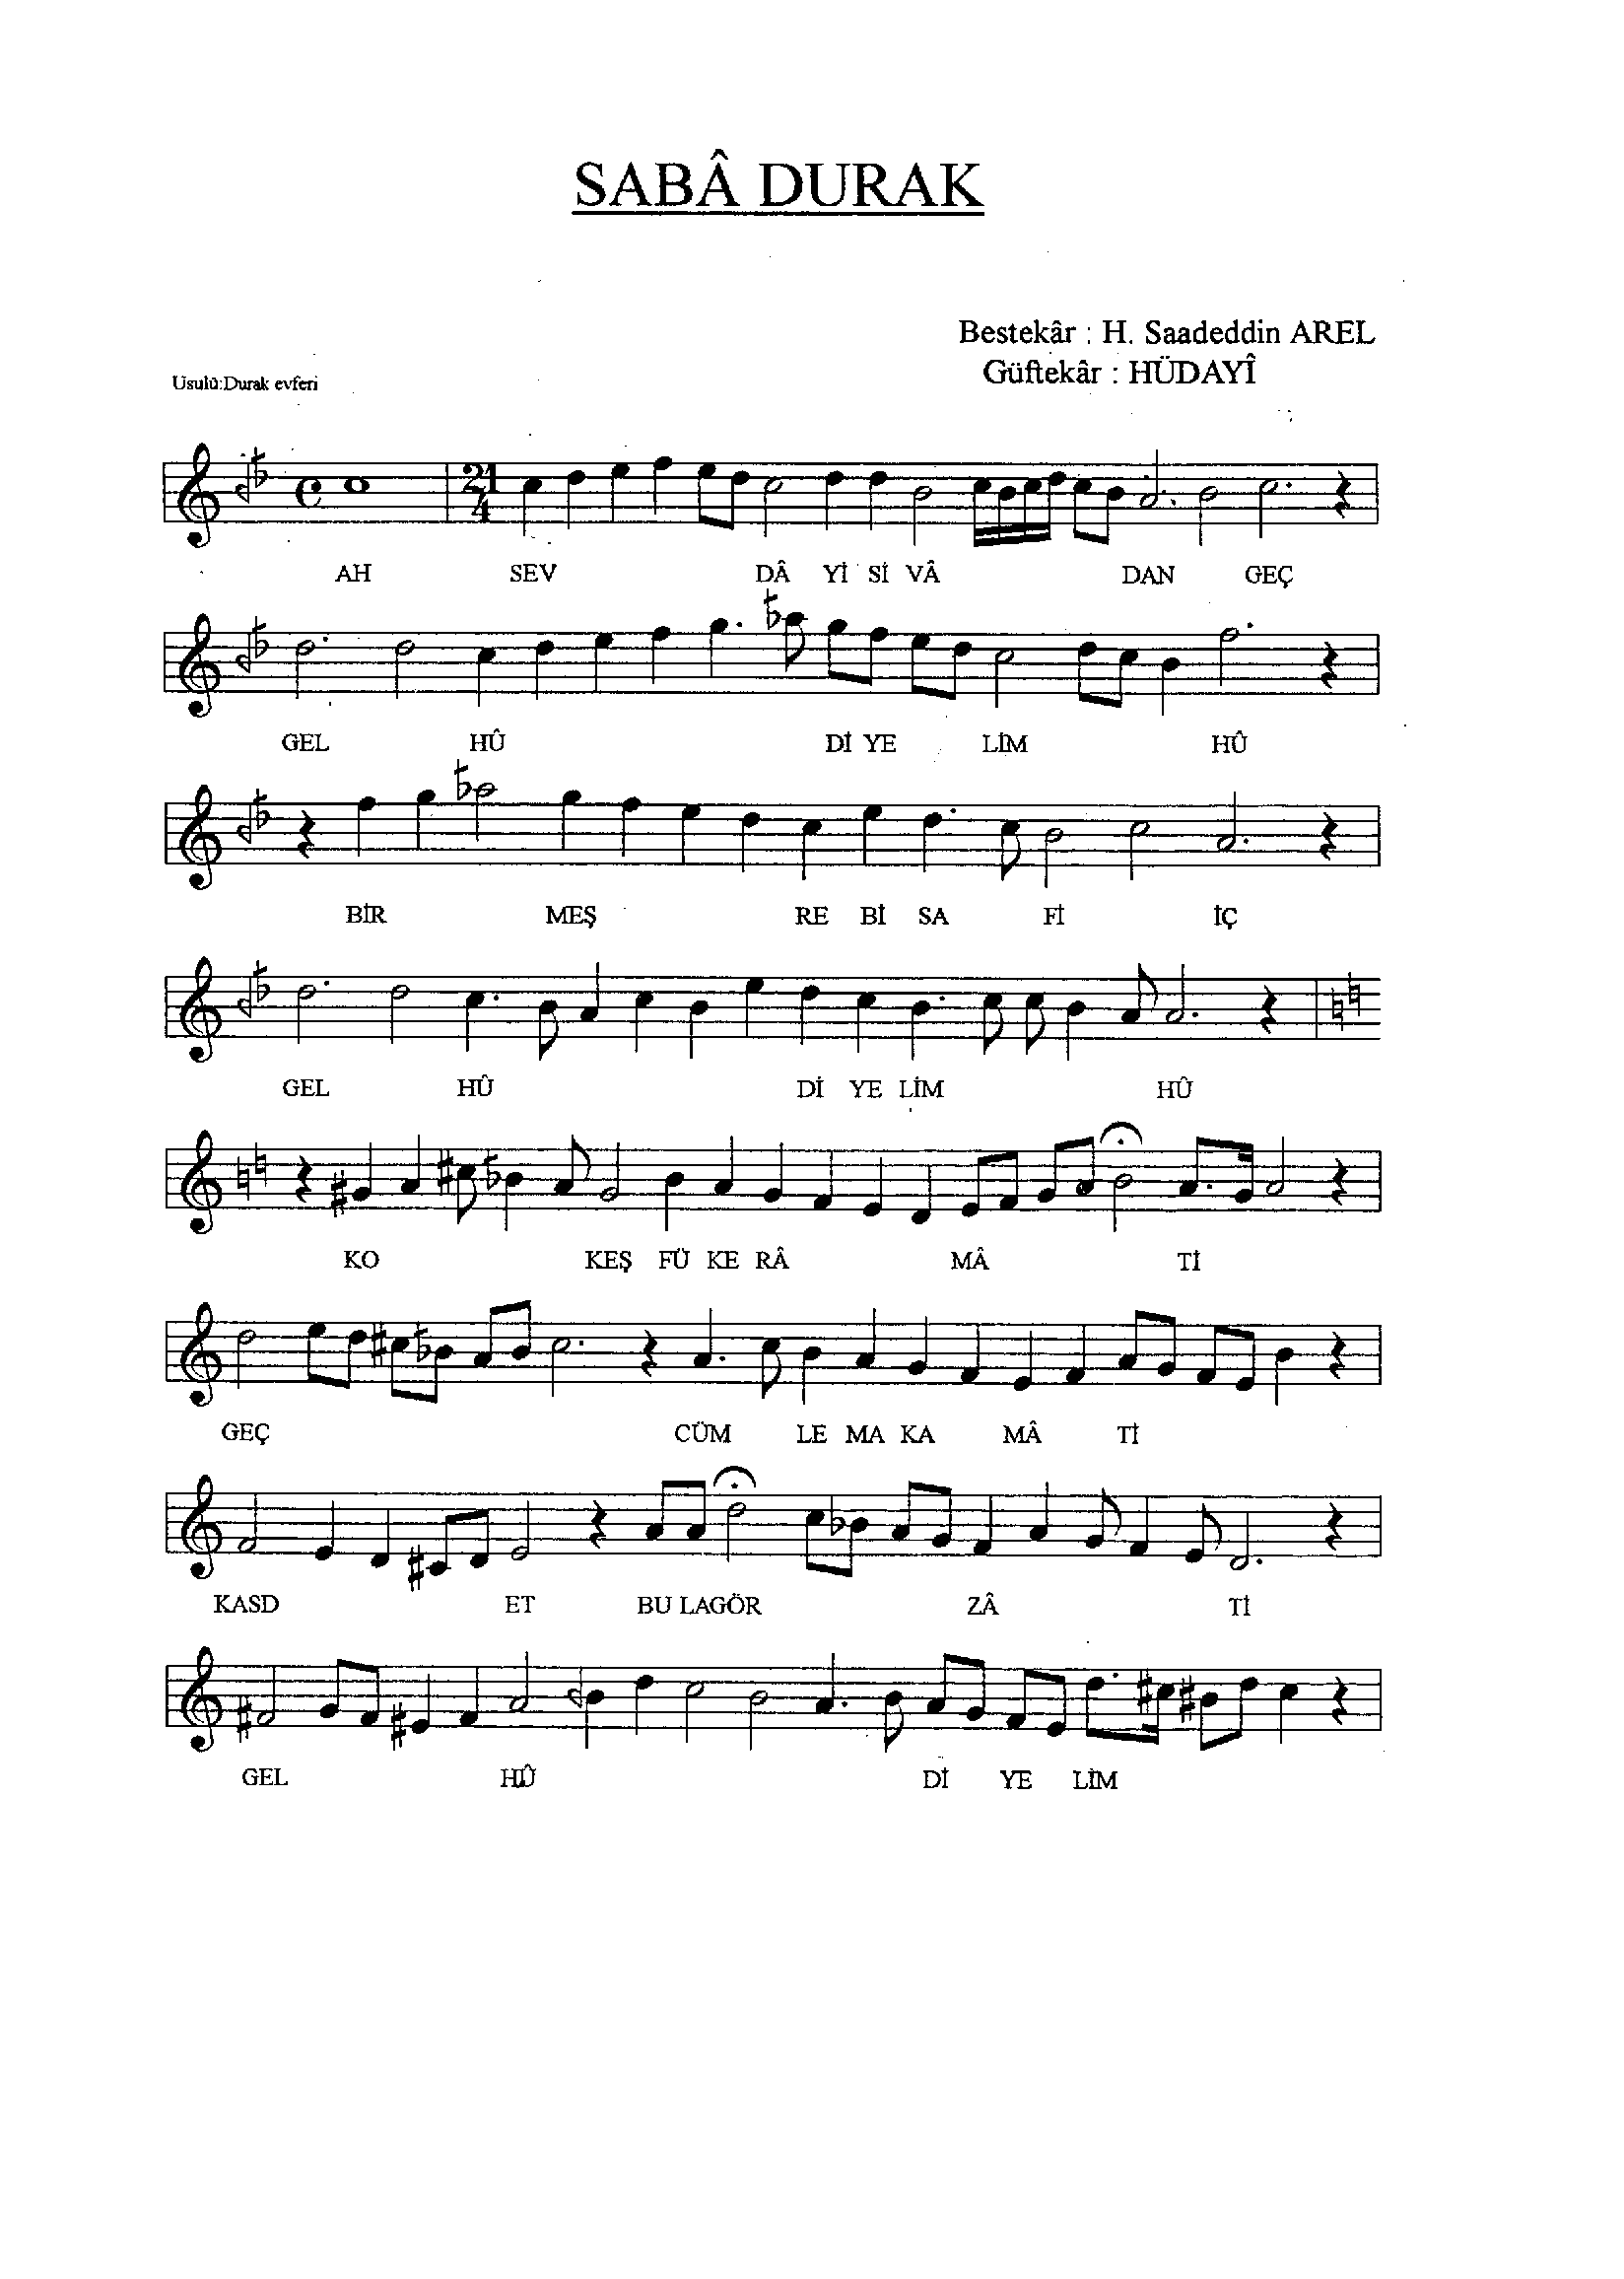 SABÂ DURAK
Bestekâr : H. Saadeddin AREL
Güftekâr : HÜDAYÎ
Usulü:Durak evferi
21
4
AH SEV DÂ Yİ Sİ VÂ DAN GEÇ
GEL HÛ Dİ YE LİM HÛ
BİR MEŞ RE Bİ SA Fİ İÇ
GEL HÛ Dİ YE LİM HÛ
KO KEŞ FÜ KE RÂ MÂ Tİ
GEÇ CÜM LE MA KA MÂ Tİ
KASD ET BU LAGÖR ZÂ Tİ
GEL HÛ Dİ YE LİM